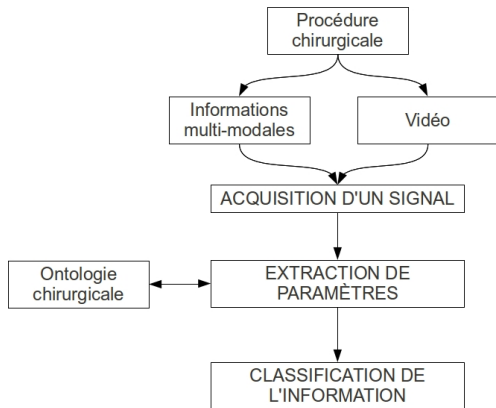 Procédure
chirurgicale
Informations
multi-modales
Vidéo
ACQUISITION D'UN SIGNAL
Ontologie
chirurgicale
EXTRACTION DE
PARAMÈTRES
CLASSIFICATION DE
L'INFORMATION